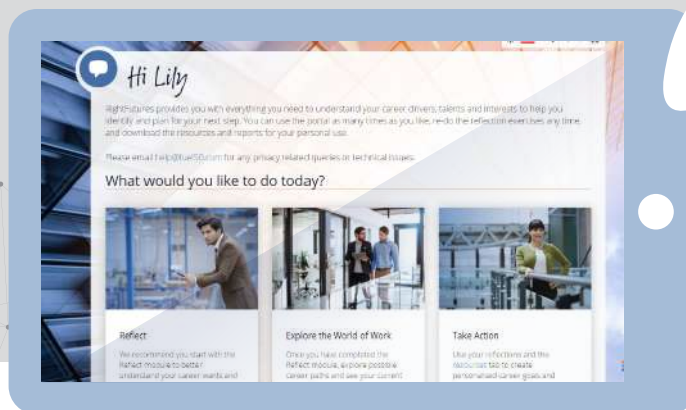 Hi Lily
RightFutures provides you with everything you need to understand your career drivers, talents and interests to help you
identify and plan for your next step. You can use the portal as many times as you like, re-do the reflection exercises any time
and download the resources and reports for your personal use.
Please email help@fuel50.com for any privacy related queries or technical issues.
What would you like to do today?
Reflect
We recommend you start with the
Reflect module to better
understand your career wants and
Explore the World of Work
Once you have completed the
Reflect module, explore possible
career paths and see your current
Take Action
Use your reflections and the
resources tab to create
personalised career goals and